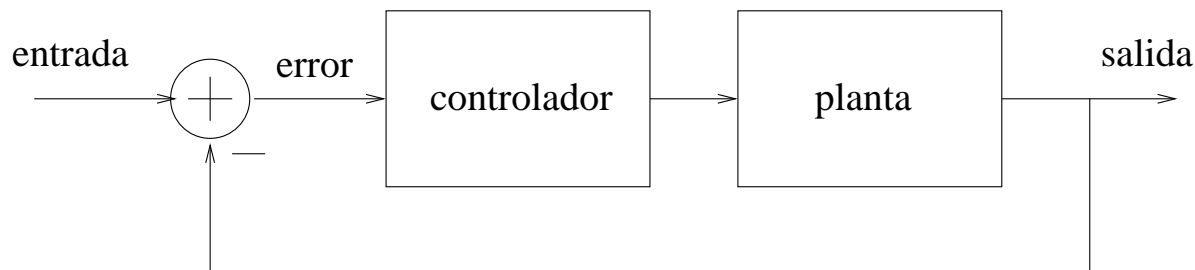 entrada
error
controlador
planta
salida
+
−